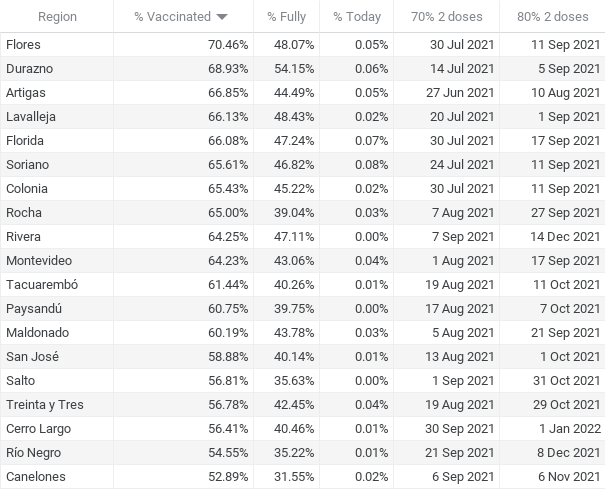 Region % Vaccinated % Fully % Today 70% 2 doses 80% 2 doses
Flores 70.46% 48.07% 0.05% 30 Jul 2021 11 Sep 2021
Durazno 68.93% 54.15% 0.06% 14 Jul 2021 5 Sep 2021
Artigas 66.85% 44.49% 0.05% 27 Jun 2021 10 Aug 2021
Lavalleja 66.13% 48.43% 0.02% 20 Jul 2021 1 Sep 2021
Florida 66.08% 47.24% 0.07% 30 Jul 2021 17 Sep 2021
Soriano 65.61% 46.82% 0.08% 24 Jul 2021 11 Sep 2021
Colonia 65.43% 45.22% 0.02% 30 Jul 2021 11 Sep 2021
Rocha 65.00% 39.04% 0.03% 7 Aug 2021 27 Sep 2021
Rivera 64.25% 47.11% 0.00% 7 Sep 2021 14 Dec 2021
Montevideo 64.23% 43.06% 0.04% 1 Aug 2021 17 Sep 2021
Tacuarembó 61.44% 40.26% 0.01% 19 Aug 2021 11 Oct 2021
Paysandú 60.75% 39.75% 0.00% 17 Aug 2021 7 Oct 2021
Maldonado 60.19% 43.78% 0.03% 5 Aug 2021 21 Sep 2021
San José 58.88% 40.14% 0.01% 13 Aug 2021 1 Oct 2021
Salto 56.81% 35.63% 0.00% 1 Sep 2021 31 Oct 2021
Treinta y Tres 56.78% 42.45% 0.04% 19 Aug 2021 29 Oct 2021
Cerro Largo 56.41% 40.46% 0.01% 30 Sep 2021 1 Jan 2022
Río Negro 54.55% 35.22% 0.01% 21 Sep 2021 8 Dec 2021
Canelones 52.89% 31.55% 0.02% 6 Sep 2021 6 Nov 2021